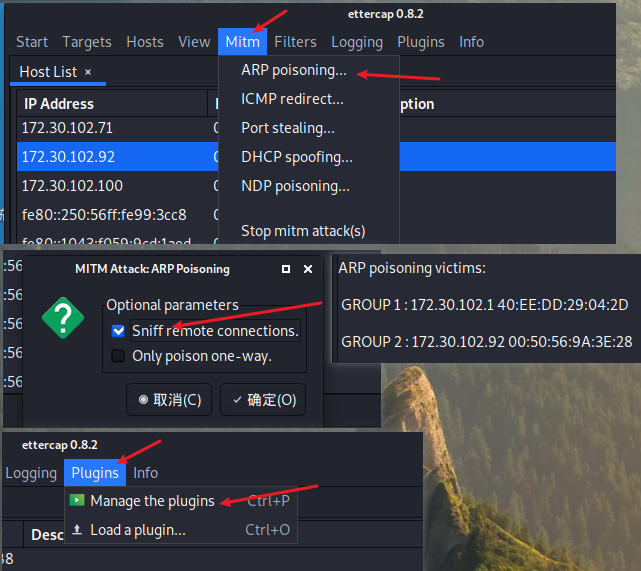 ettercap 0.8.2
Start Targets Hosts View Mitm Filters Logging Plugins Info
Host List ×
ARP poisoning...
IP Address
ICMP redirect...
ption
172.30.102.71
Port stealing...
172.30.102.92
DHCP spoofing...
172.30.102.100
NDP poisoning...
fe80::250:56ff:fe99:3cc8
Stop mitm attack(s)
MITM Attack: ARP Poisoning
Optional parameters
Sniff remote connections.
Only poison one-way.
取消(C) 确定(O)
ARP poisoning victims:
GROUP 1 : 172.30.102.1 40:EE:DD:29:04:2D
GROUP 2 : 172.30.102.92 00:50:56:9A:3E:28
ettercap 0.8.2
Logging Plugins Info
Manage the plugins Ctrl+P
Load a plugin... Ctrl+O
Desc